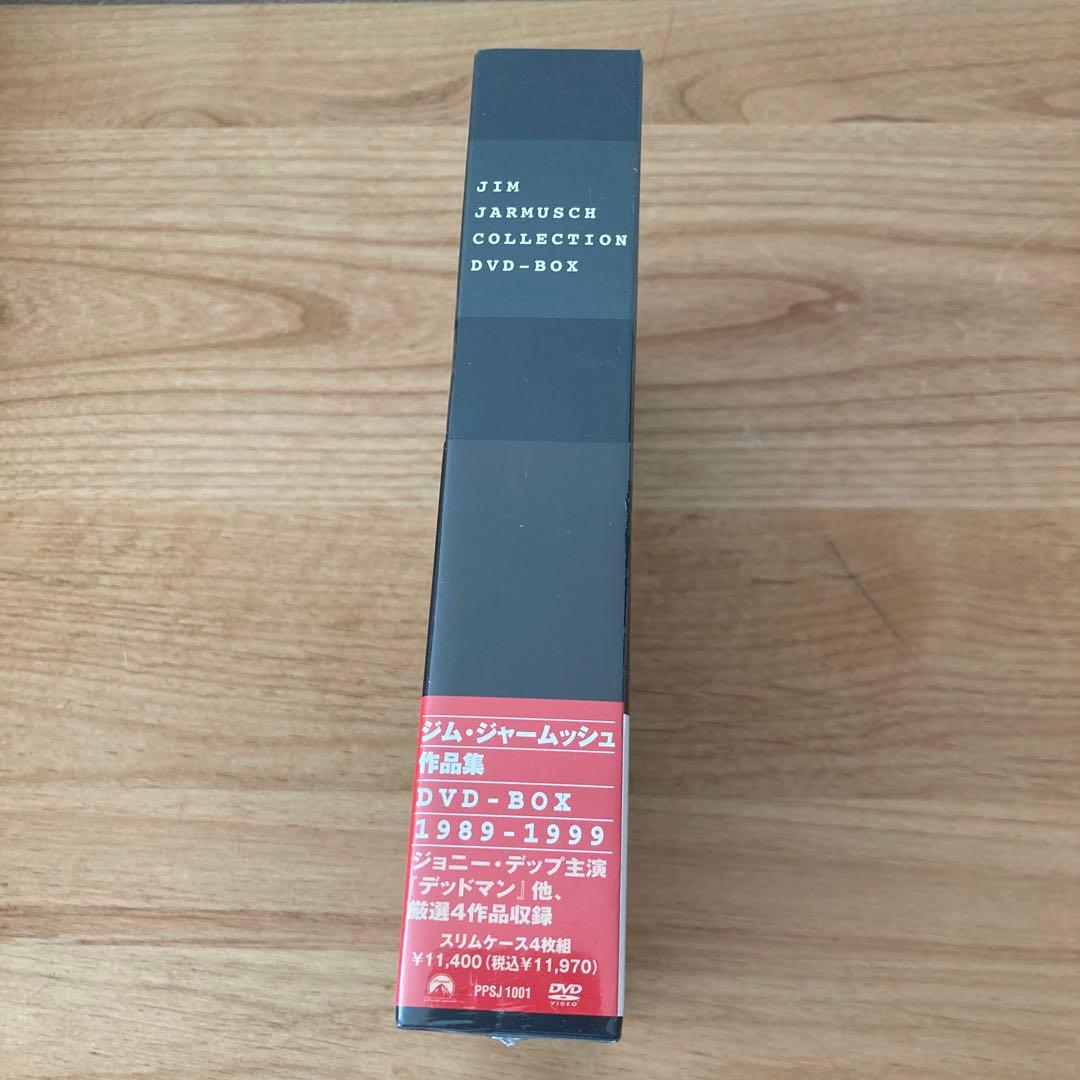 JIM
JARMUSCH
COLLECTION
DVD-BOX
ジム・ジャームッシュ
作品集
DVD-BOX
1989-1999
ジョニー・デップ主演
『デッドマン』他、
厳選4作品収録
スリムケース4枚組
¥11,400(税込¥11,970)
PPSJ 1001
DVD
VIDEO